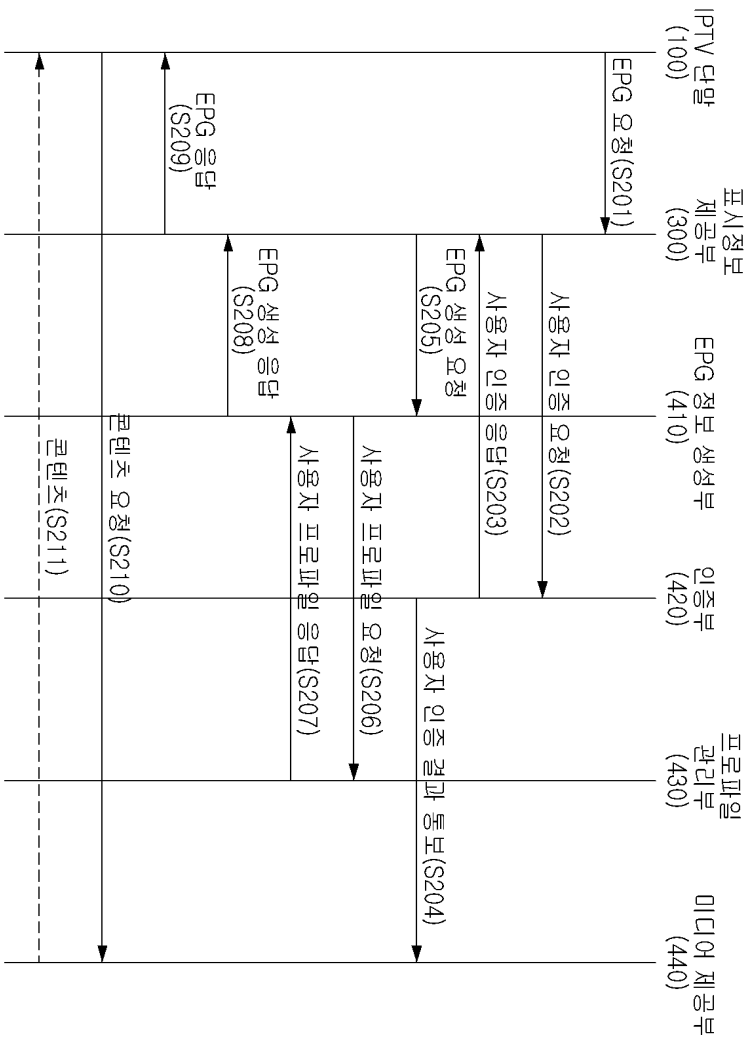 IPTV 단말
(100)
표시정보
제공부
(300)
EPG 정보 생성부
(410)
인증부
(420)
프로파일
관리부
(430)
미디어 제공부
(440)
EPG 요청(S201)
사용자 인증 요청(S202)
사용자 인증 응답(S203)
사용자 인증 결과 통보(S204)
EPG 생성 요청
(S205)
사용자 프로파일 요청(S206)
사용자 프로파일 응답(S207)
EPG 생성 응답
(S208)
EPG 응답
(S209)
콘텐츠 요청(S210)
콘텐츠(S211)